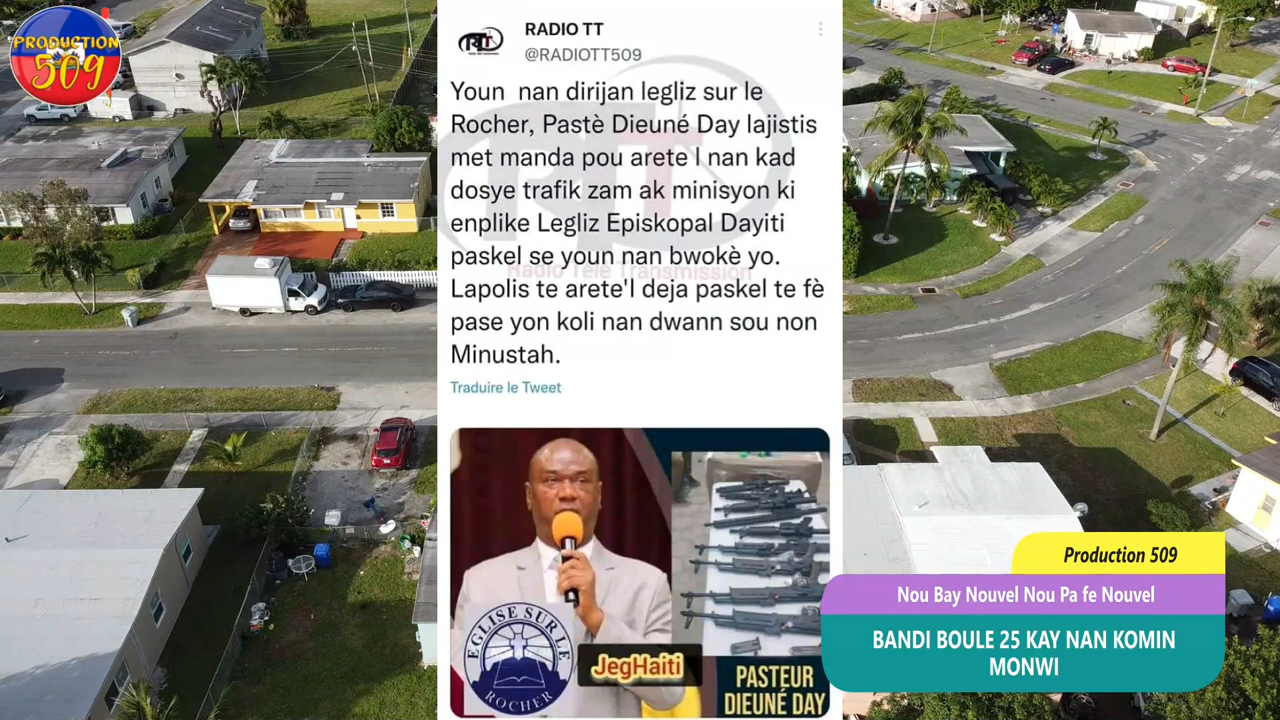 PRODUCTION
509
RADIO TT
@RADIOTT509
Youn nan dirijan legliz sur le
Rocher, Pastè Dieuné Day lajistis
met manda pou arete l nan kad
dosye trafik zam ak minisyon ki
enplike Legliz Episkopal Dayiti
paskel se youn nan bwokè yo.
Lapolis te arete'l deja paskel te fè
pase yon koli nan dwann sou non
Minustah.
Radio Télé Transmission
Traduire le Tweet
EGLISE SUR LE
ROCHER
JegHaiti
PASTEUR
DIEUNÉ DAY
Production 509
Nou Bay Nouvel Nou Pa fe Nouvel
BANDI BOULE 25 KAY NAN KOMIN
MONWI